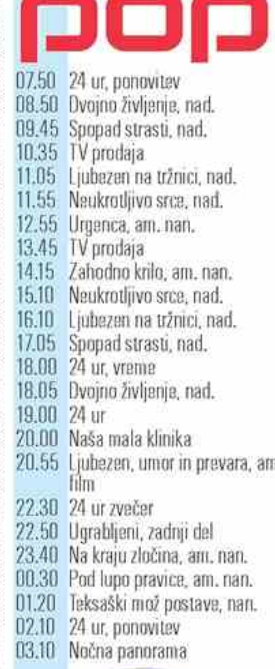 pop
07.50 24 ur, ponovitev
08.50 Dvojno življenje, nad.
09.45 Spopad strasti, nad.
10.35 TV prodaja
11.05 Ljubezen na tržnici, nad.
11.55 Neukrotljivo srce, nad.
12.55 Urgenca, am. nan.
13.45 TV prodaja
14.15 Zahodno krilo, am. nan.
15.10 Neukrotljivo srce, nad.
16.10 Ljubezen na tržnici, nad.
17.05 Spopad strasti, nad.
18.00 24 ur, vreme
18.05 Dvojno življenje, nad.
19.00 24 ur
20.00 Naša mala klinika
20.55 Ljubezen, umor in prevara, am
film
22.30 24 ur zvečer
22.50 Ugrabljeni, zadnji del
23.40 Na kraju zločina, am. nan.
00.30 Pod lupo pravice, am. nan.
01.20 Teksaški mož postave, nan.
02.10 24 ur, ponovitev
03.10 Nočna panorama